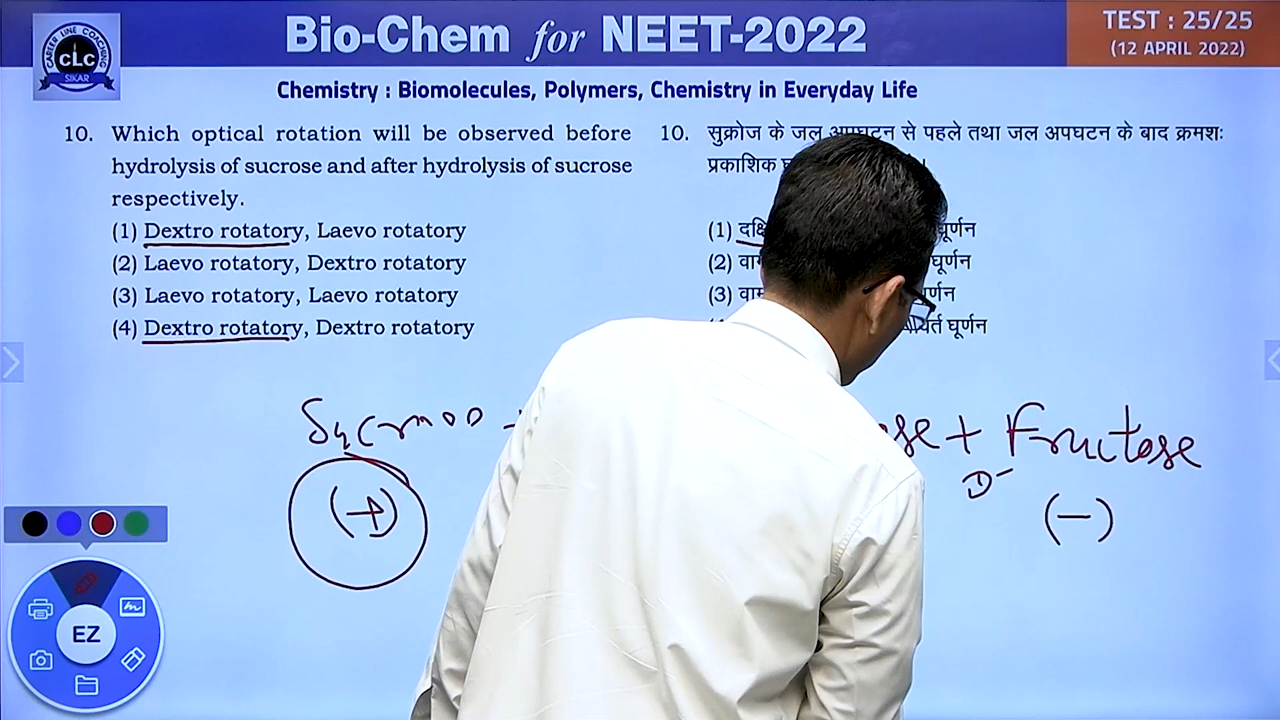 CAREER LINE COACHING
CLC
SIKAR
Bio-Chem for NEET-2022
TEST : 25/25
(12 APRIL 2022)
Chemistry : Biomolecules, Polymers, Chemistry in Everyday Life
10. Which optical rotation will be observed before
hydrolysis of sucrose and after hydrolysis of sucrose
respectively.
(1) Dextro rotatory, Laevo rotatory
(2) Laevo rotatory, Dextro rotatory
(3) Laevo rotatory, Laevo rotatory
(4) Dextro rotatory, Dextro rotatory
10. सुक्रोज के जल अपघटन से पहले तथा जल अपघटन के बाद क्रमशः
प्रकाशिक
(1) घूर्णन
(2) घूर्णन
(3)
घूर्णन
+ Fructose
D-
(+) (-)
EZ